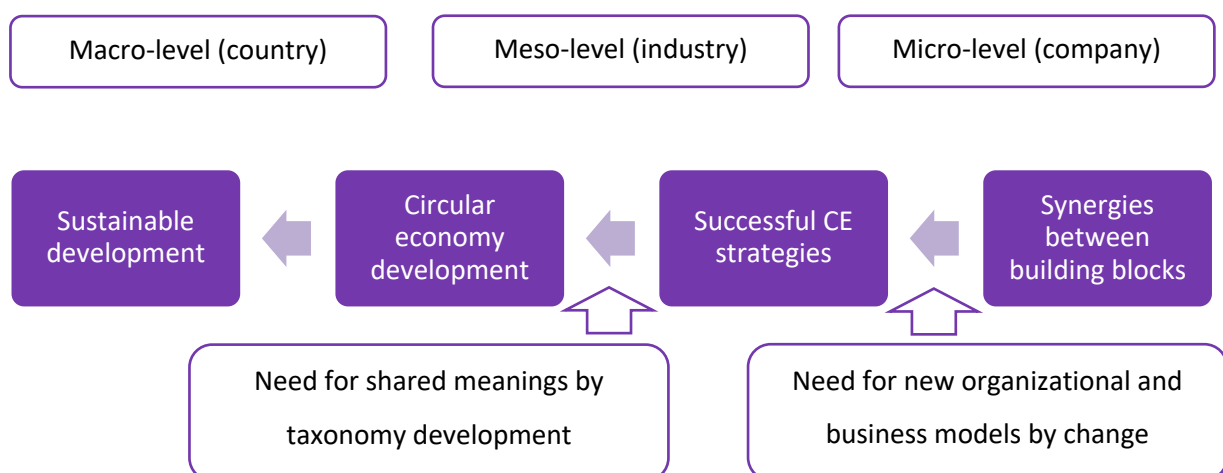 Macro-level (country)
Meso-level (industry)
Micro-level (company)
Sustainable
development
Circular
economy
development
Successful CE
strategies
Synergies
between
building blocks
Need for shared meanings by
taxonomy development
Need for new organizational and
business models by change